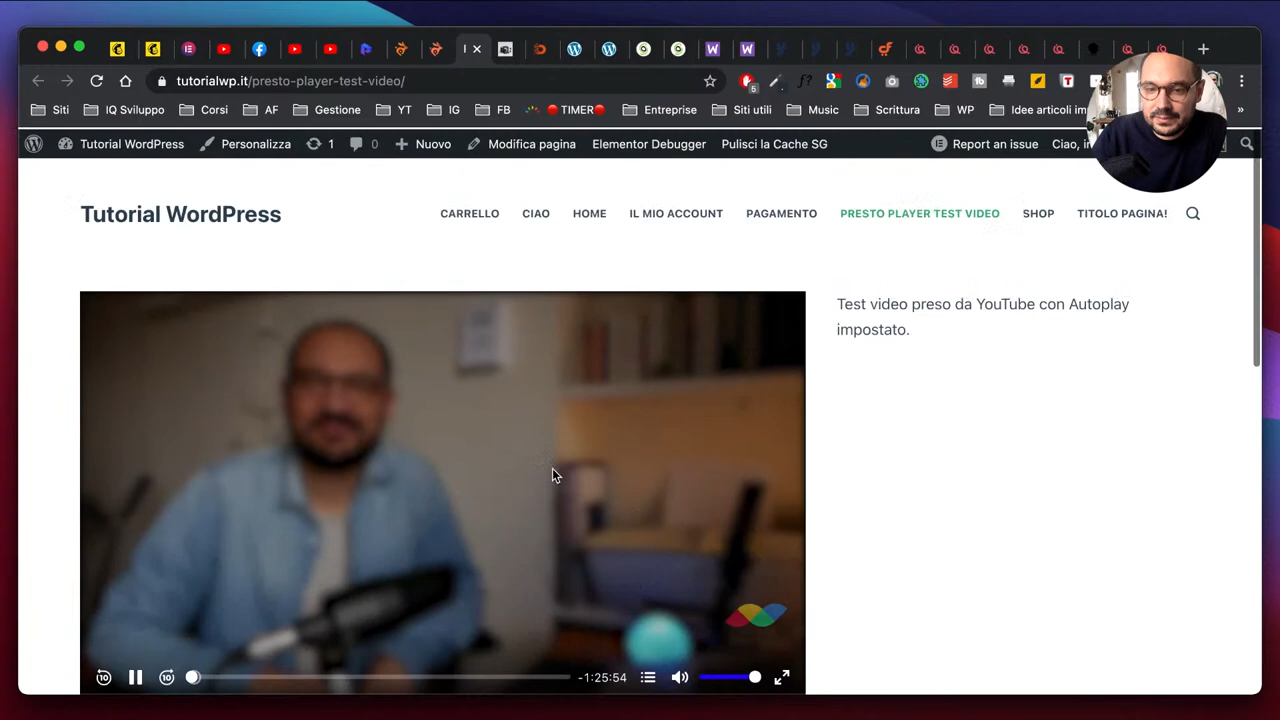 tutorialwp.it/presto-player-test-video/
5
Siti
IQ Sviluppo
Corsi
AF
Gestione
YT
IG
FB
🔴TIMER🔴
Entreprise
Siti utili
Music
Scrittura
WP
Idee articoli im
»
Tutorial WordPress
Personalizza
1
0
Nuovo
Modifica pagina
Elementor Debugger
Pulisci la Cache SG
Report an issue
Ciao,
Tutorial WordPress
CARRELLO
CIAO
HOME
IL MIO ACCOUNT
PAGAMENTO
PRESTO PLAYER TEST VIDEO
SHOP
TITOLO PAGINA!
Test video preso da YouTube con Autoplay
impostato.
10
10
-1:25:54